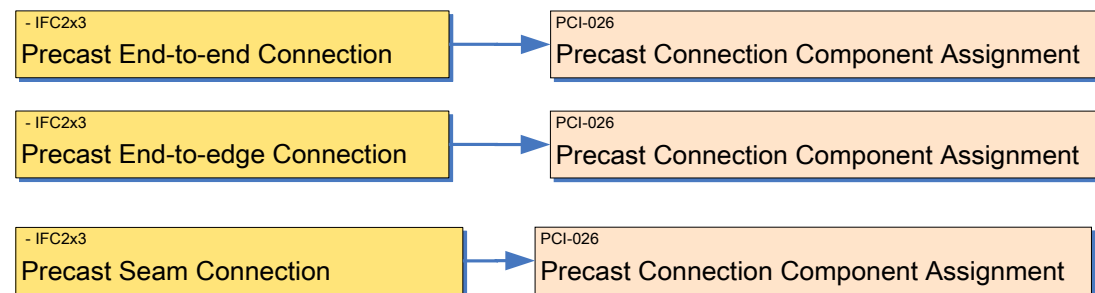 - IFC2x3
Precast End-to-end Connection
PCI-026
Precast Connection Component Assignment
- IFC2x3
Precast End-to-edge Connection
PCI-026
Precast Connection Component Assignment
- IFC2x3
Precast Seam Connection
PCI-026
Precast Connection Component Assignment